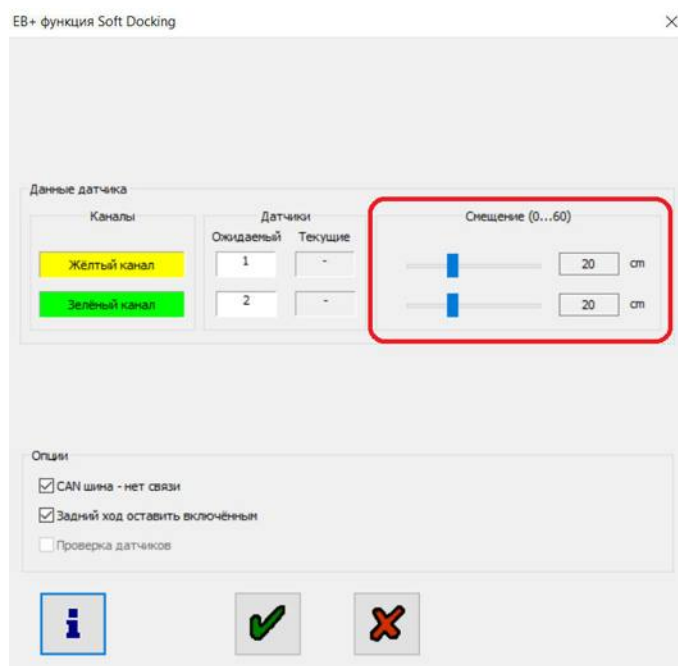 EB+ функция Soft Docking
Данные датчика
Каналы
Датчики
Смещение (0...60)
Ожидаемый Текущие
Жёлтый канал 1 - 20 cm
Зелёный канал 2 - 20 cm
Опции
CAN шина - нет связи
Задний ход оставить включённым
Проверка датчиков